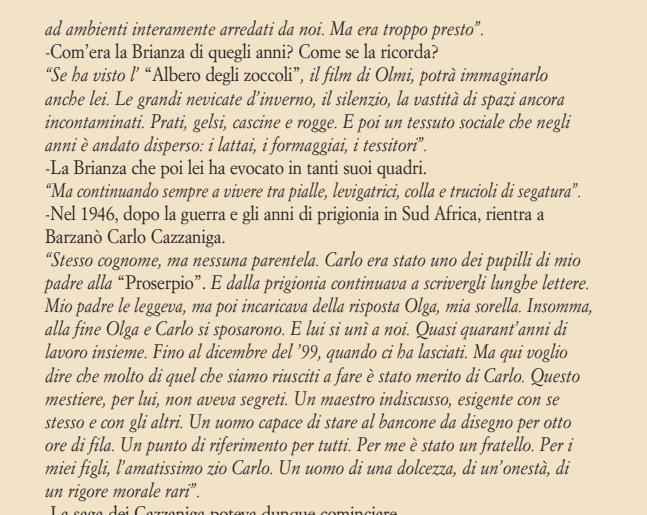 ad ambienti interamente arredati da noi. Ma era troppo presto”.
-Com’era la Brianza di quegli anni? Come se la ricorda?
“Se ha visto l’ “Albero degli zoccoli”, il film di Olmi, potrà immaginarlo
anche lei. Le grandi nevicate d’inverno, il silenzio, la vastità di spazi ancora
incontaminati. Prati, gelsi, cascine e rogge. E poi un tessuto sociale che negli
anni è andato disperso: i lattai, i formaggiai, i tessitori”.
-La Brianza che poi lei ha evocato in tanti suoi quadri.
“Ma continuando sempre a vivere tra pialle, levigatrici, colla e trucioli di segatura”.
-Nel 1946, dopo la guerra e gli anni di prigionia in Sud Africa, rientra a
Barzanò Carlo Cazzaniga.
“Stesso cognome, ma nessuna parentela. Carlo era stato uno dei pupilli di mio
padre alla “Proserpio”. E dalla prigionia continuava a scrivergli lunghe lettere.
Mio padre le leggeva, ma poi incaricava della risposta Olga, mia sorella. Insomma,
alla fine Olga e Carlo si sposarono. E lui si unì a noi. Quasi quarant’anni di
lavoro insieme. Fino al dicembre del ’99, quando ci ha lasciati. Ma qui voglio
dire che molto di quel che siamo riusciti a fare è stato merito di Carlo. Questo
mestiere, per lui, non aveva segreti. Un maestro indiscusso, esigente con se
stesso e con gli altri. Un uomo capace di stare al bancone da disegno per otto
ore di fila. Un punto di riferimento per tutti. Per me è stato un fratello. Per i
miei figli, l’amatissimo zio Carlo. Un uomo di una dolcezza, di un’onestà, di
un rigore morale rari”.
-La saga dei Cazzaniga poteva dunque cominciare